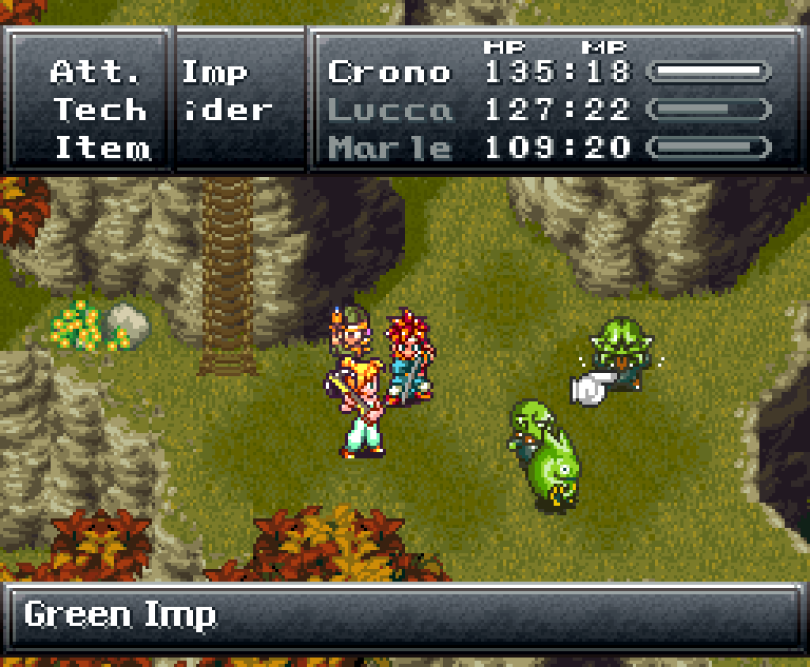 HP MP
Att. Imp Crono 135:18
Tech ider Lucca 127:22
Item Marle 109:20
Green Imp